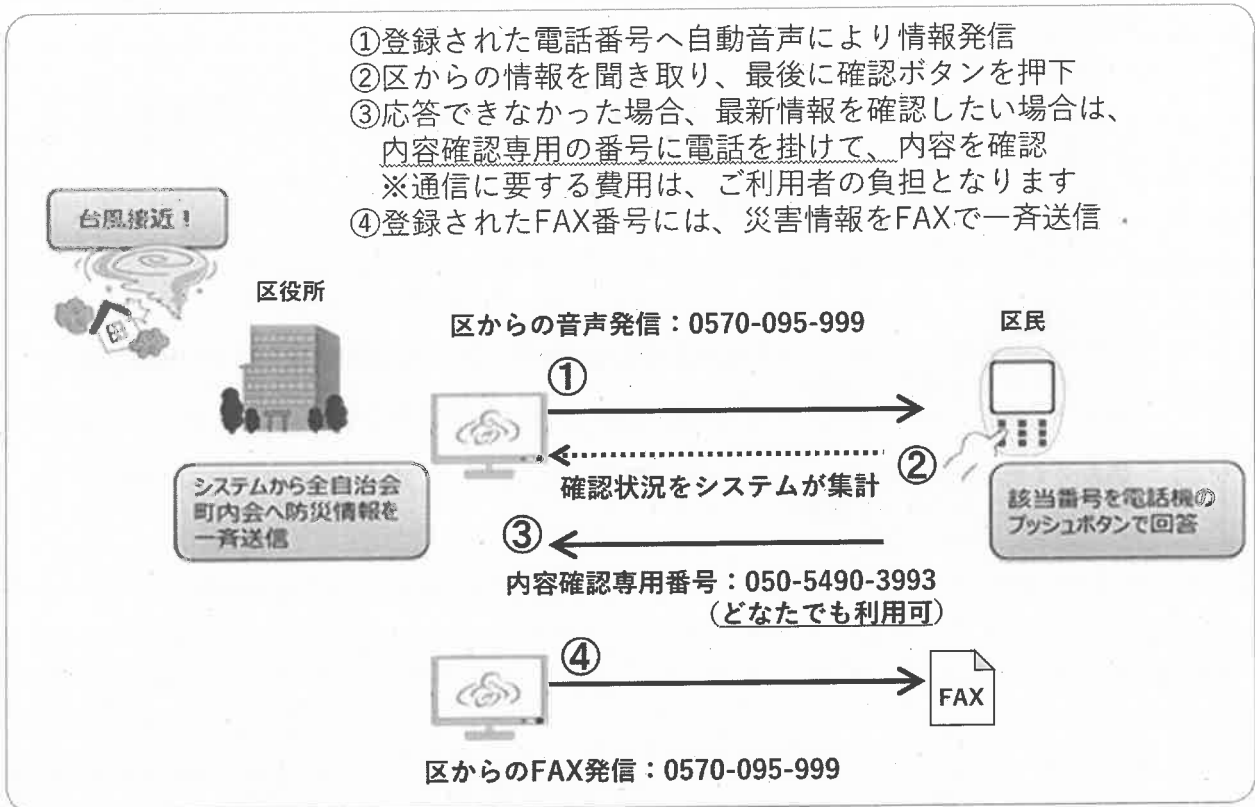 ①登録された電話番号へ自動音声により情報発信
②区からの情報を聞き取り、最後に確認ボタンを押下
③応答できなかった場合、最新情報を確認したい場合は、
内容確認専用の番号に電話を掛けて、内容を確認
※通信に要する費用は、ご利用者の負担となります
④登録されたFAX番号には、災害情報をFAXで一斉送信
台風接近！
区役所
区からの音声発信：0570-095-999
区民
①
②
確認状況をシステムが集計
システムから全自治会
町内会へ防災情報を
一斉送信
該当番号を電話機の
プッシュボタンで回答
③
内容確認専用番号：050-5490-3993
（どなたでも利用可）
④
FAX
区からのFAX発信：0570-095-999